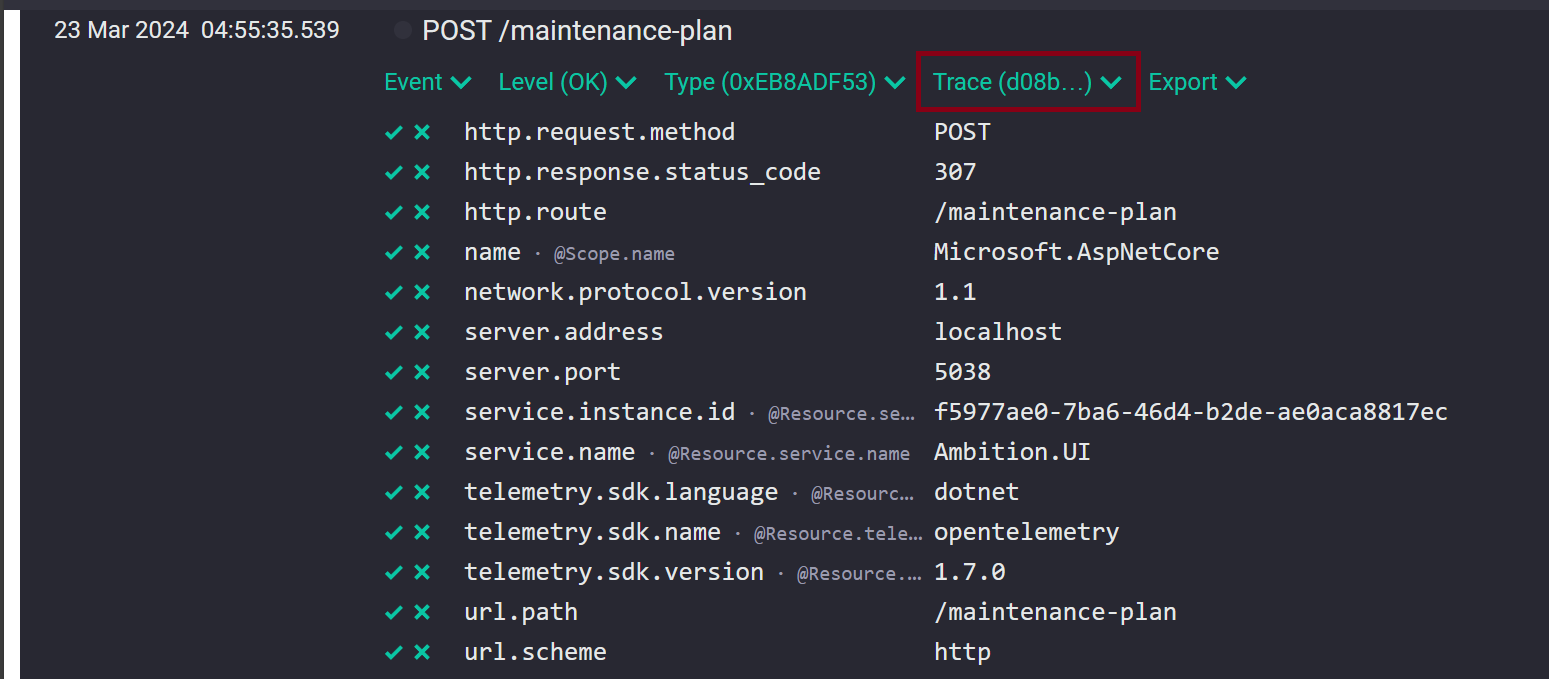 23 Mar 2024 04:55:35.539 POST /maintenance-plan
Event Level (OK) Type (0xEB8ADF53) Trace (d08b...) Export
http.request.method POST
http.response.status_code 307
http.route /maintenance-plan
name · @Scope.name Microsoft.AspNetCore
network.protocol.version 1.1
server.address localhost
server.port 5038
service.instance.id · @Resource.se... f5977ae0-7ba6-46d4-b2de-ae0aca8817ec
service.name · @Resource.service.name Ambition.UI
telemetry.sdk.language · @Resourc... dotnet
telemetry.sdk.name · @Resource.tele... opentelemetry
telemetry.sdk.version · @Resource.... 1.7.0
url.path /maintenance-plan
url.scheme http